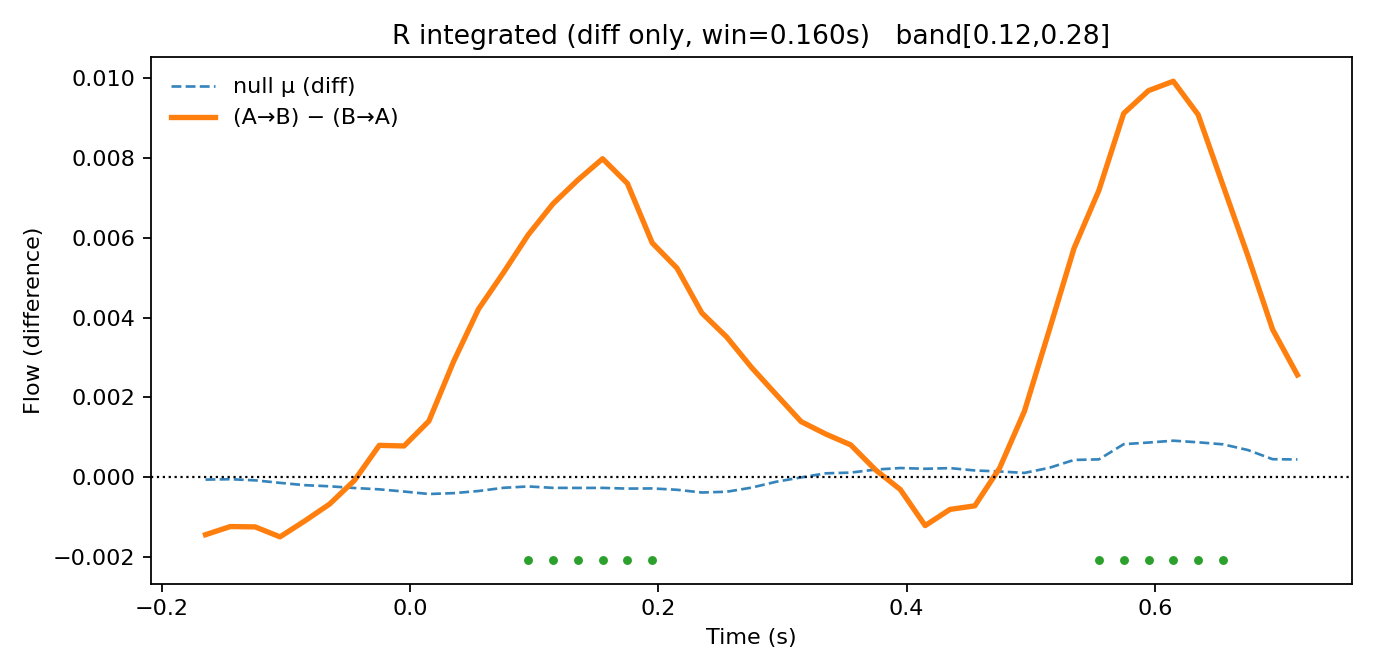 R integrated (diff only, win=0.160s)   band[0.12,0.28]
null μ (diff)
(A→B) − (B→A)
Flow (difference)
0.010
0.008
0.006
0.004
0.002
0.000
−0.002
−0.2
0.0
0.2
0.4
0.6
Time (s)